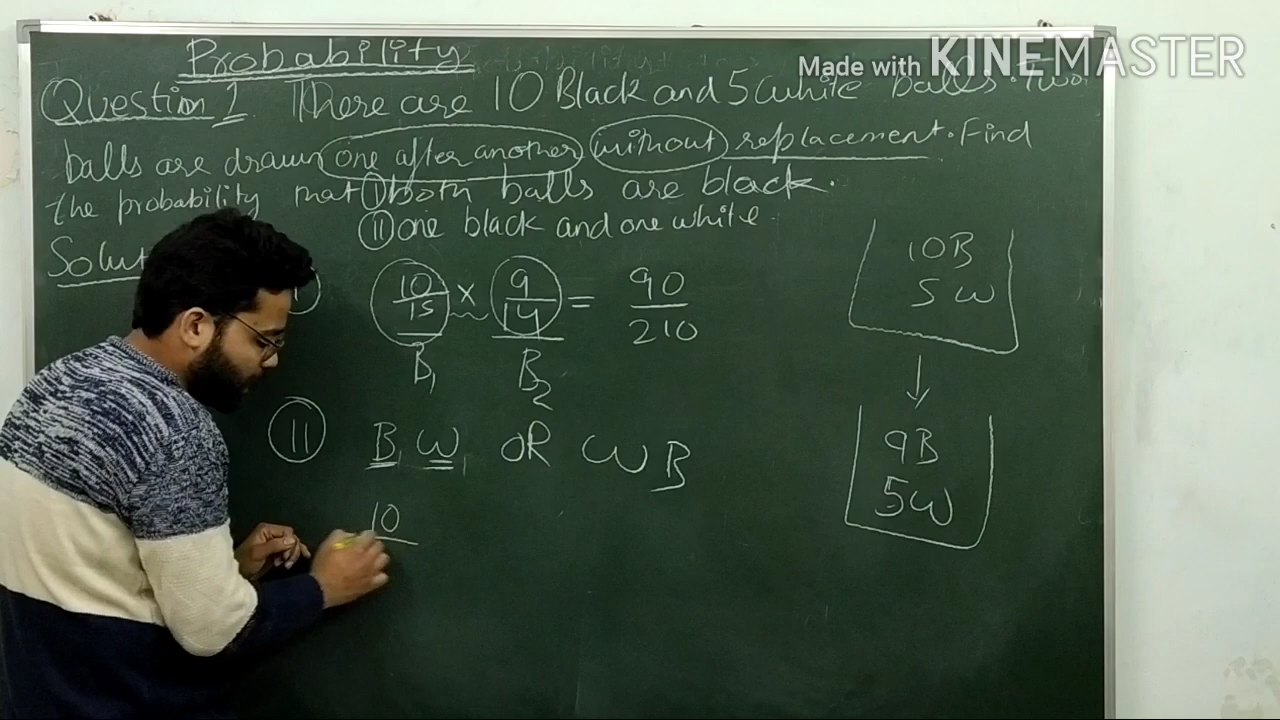 Probability
Made with KINEMASTER
Question 1 There are 10 Black and 5 white balls. Two
balls are drawn one after another without replacement. Find
the probability that I both balls are black.
II one black and one white.
Solut
10/15 × 9/14 = 90/210
B1 B2
10B
5W
II B, W, OR W B
9B
5W
10